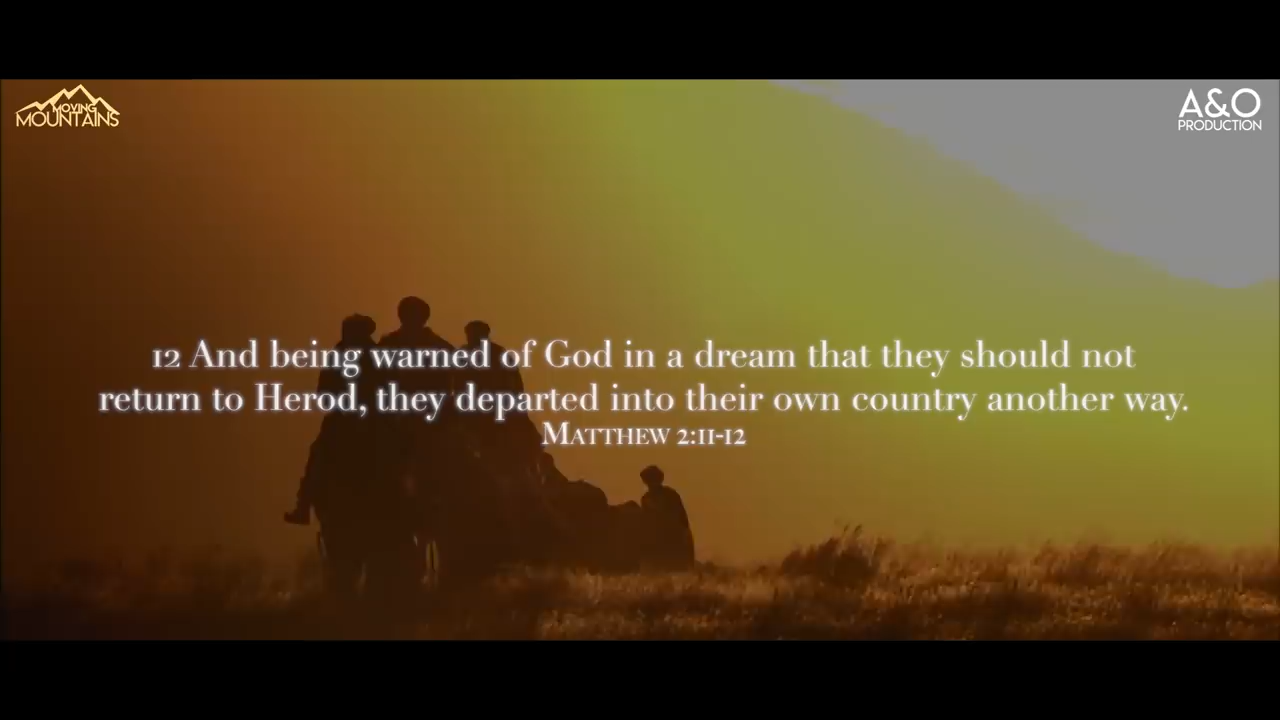 MOVING
MOUNTAINS
A&O
PRODUCTION
12 And being warned of God in a dream that they should not
return to Herod, they departed into their own country another way.
MATTHEW 2:11-12